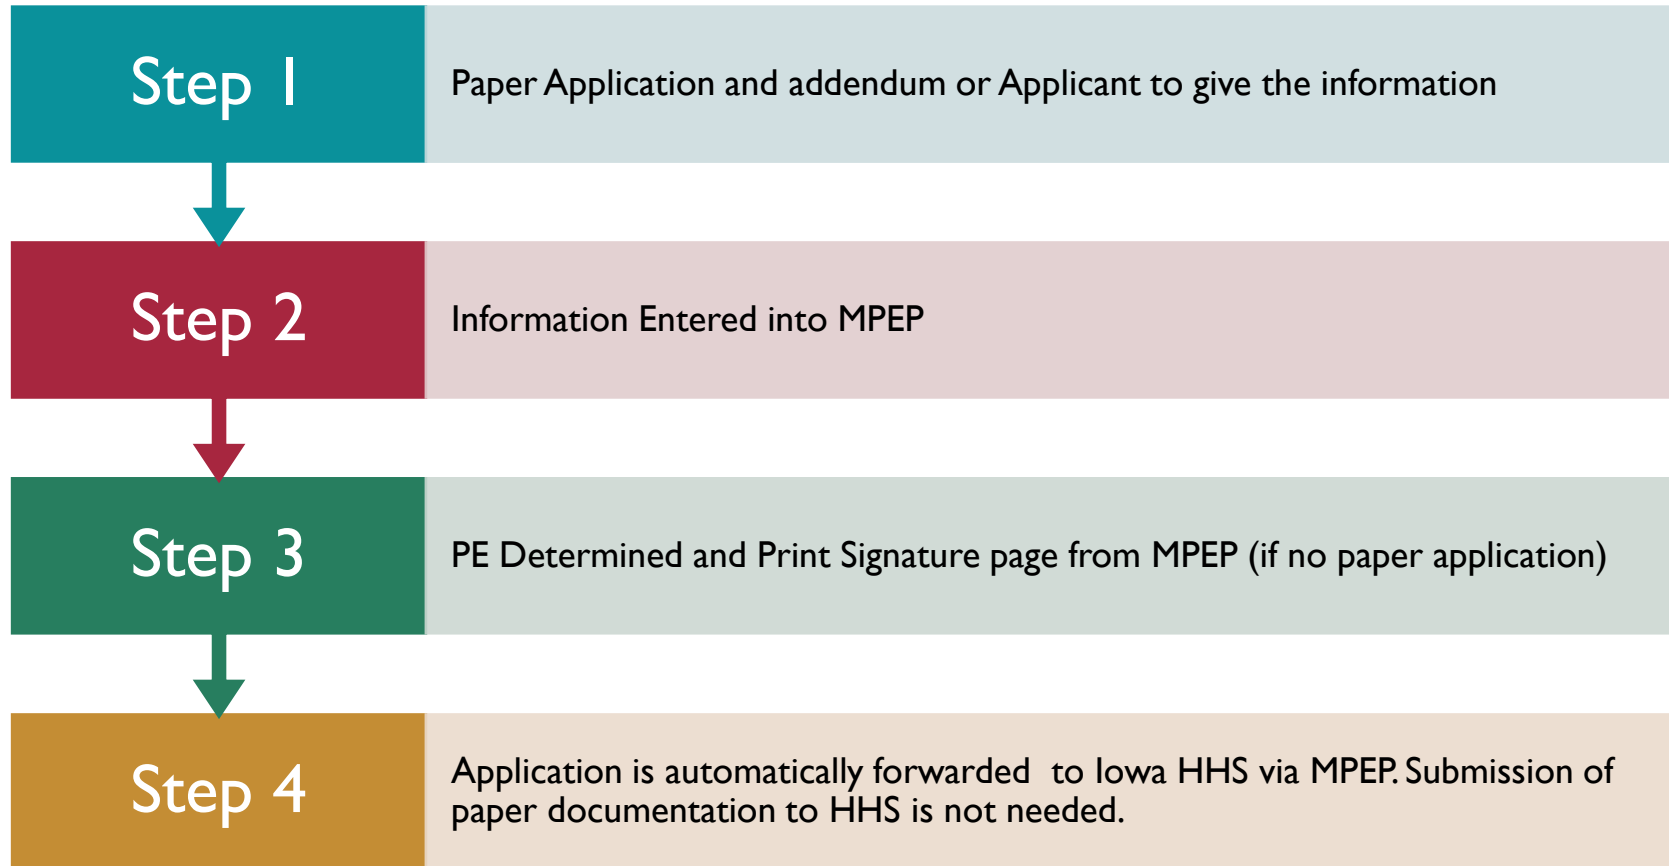 Step 1
Paper Application and addendum or Applicant to give the information
Step 2
Information Entered into MPEP
Step 3
PE Determined and Print Signature page from MPEP (if no paper application)
Step 4
Application is automatically forwarded  to Iowa HHS via MPEP. Submission of
paper documentation to HHS is not needed.